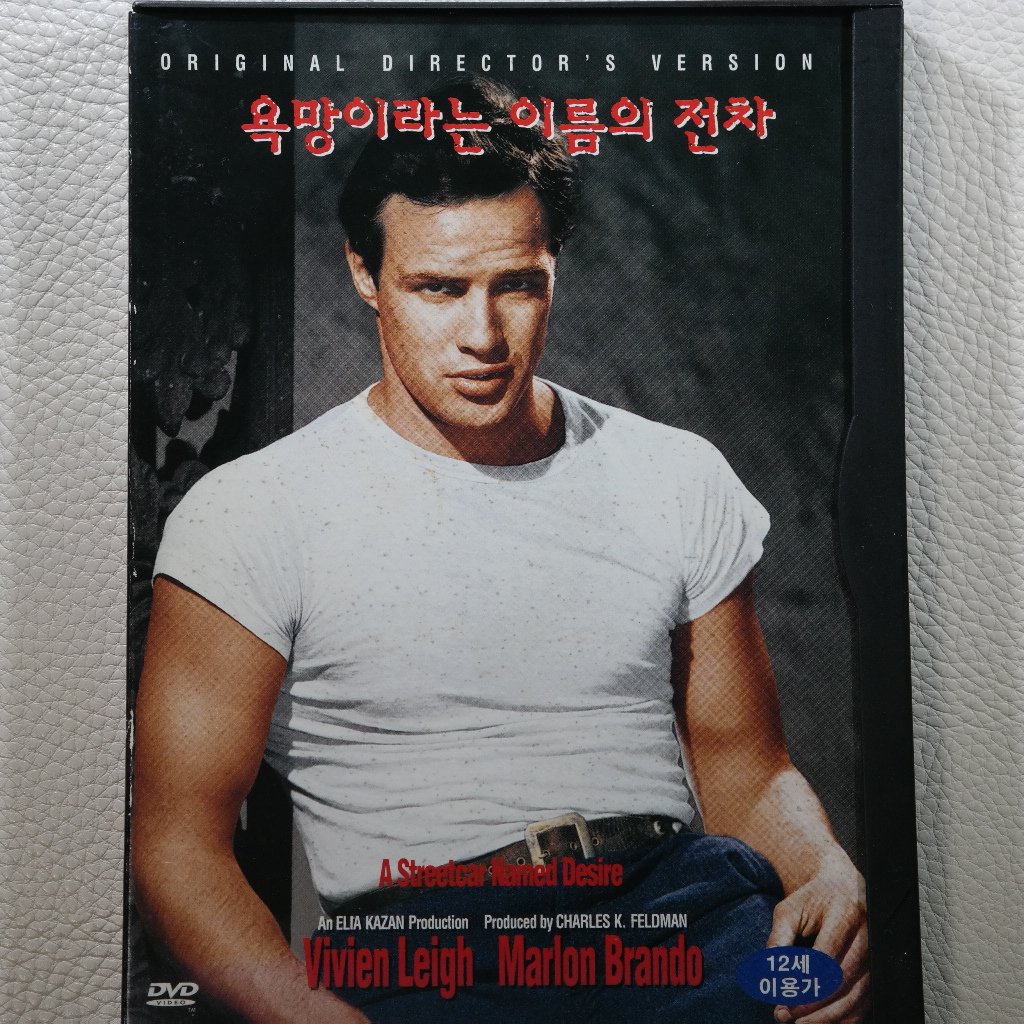 ORIGINAL DIRECTOR'S VERSION
욕망이라는 이름의 전차
A Streetcar Named Desire
An ELIA KAZAN Production Produced by CHARLES K. FELDMAN
Vivien Leigh Marlon Brando
12세
이용가
DVD
VIDEO
TM